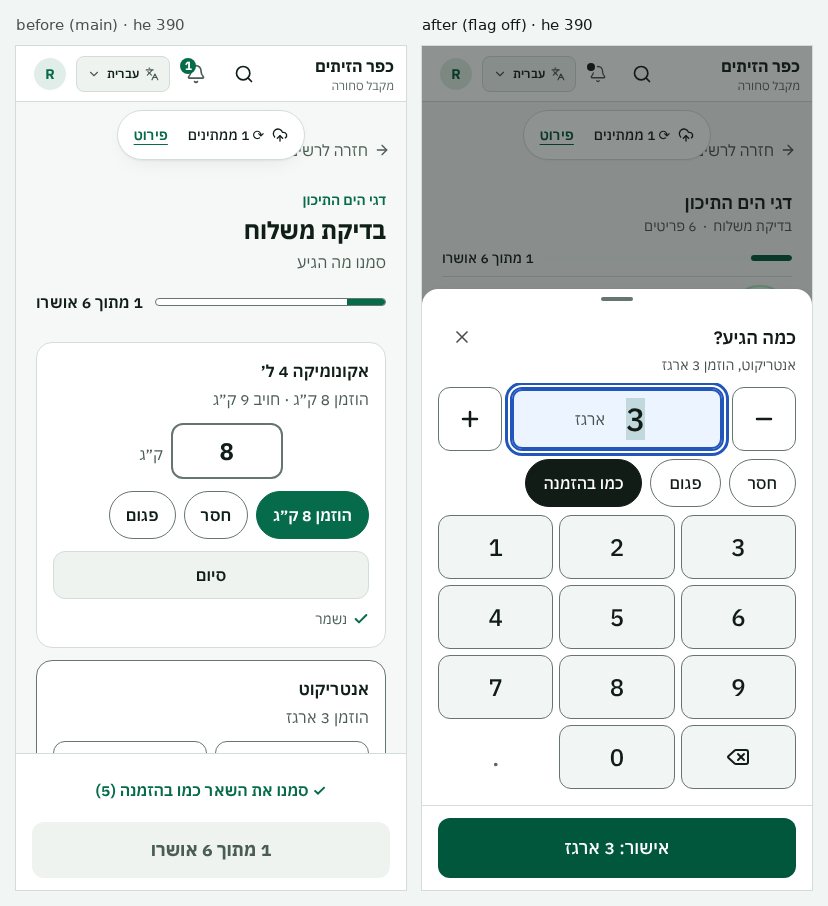 before (main) · he 390
כפר הזיתים
מקבל סחורה
1
עברית
R
חזרה לרשי
1 ממתינים
פירוט
דגי הים התיכון
בדיקת משלוח
סמנו מה הגיע
1 מתוך 6 אושרו
אקונומיקה 4 ל׳
הוזמן 8 ק״ג · חויב 9 ק״ג
8 ק״ג
הוזמן 8 ק״ג
חסר
פגום
סיום
נשמר
אנטריקוט
הוזמן 3 ארגז
סמנו את השאר כמו בהזמנה (5)
1 מתוך 6 אושרו
after (flag off) · he 390
כפר הזיתים
מקבל סחורה
עברית
R
חזרה לרשי
1 ממתינים
פירוט
דגי הים התיכון
בדיקת משלוח · 6 פריטים
1 מתוך 6 אושרו
כמה הגיע?
אנטריקוט, הוזמן 3 ארגז
− 3 ארגז +
חסר
פגום
כמו בהזמנה
1 2 3
4 5 6
7 8 9
. 0
אישור: 3 ארגז